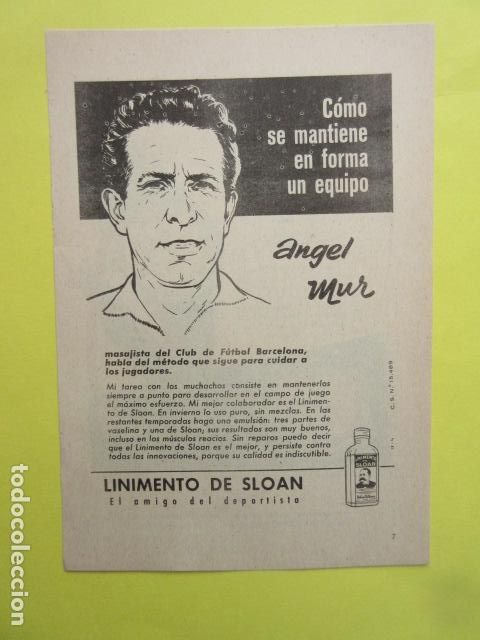 Cómo
se mantiene
en forma
un equipo
Angel
Mur
masajista del Club de Fútbol Barcelona,
habla del método que sigue para cuidar a
los jugadores.
Mi tarea con los muchachos consiste en mantenerlos
siempre a punto para desarrollar en el campo de juego
el máximo esfuerzo. Mi mejor colaborador es el Linimen-
to de Sloan. En invierno lo uso puro, sin mezclas. En las
restantes temporadas hago una emulsión: tres partes de
vaselina y una de Sloan; sus resultados son muy buenos,
incluso en los músculos reacios. Sin reparos puedo decir
que el Linimento de Sloan es el mejor, y persiste contra
todas las innovaciones, porque su calidad es indiscutible.
C. S. N.º 15.469
LINIMENTO
DE SLOAN
LINIMENTO DE SLOAN
El amigo del deportista
7
todocoleccion.net